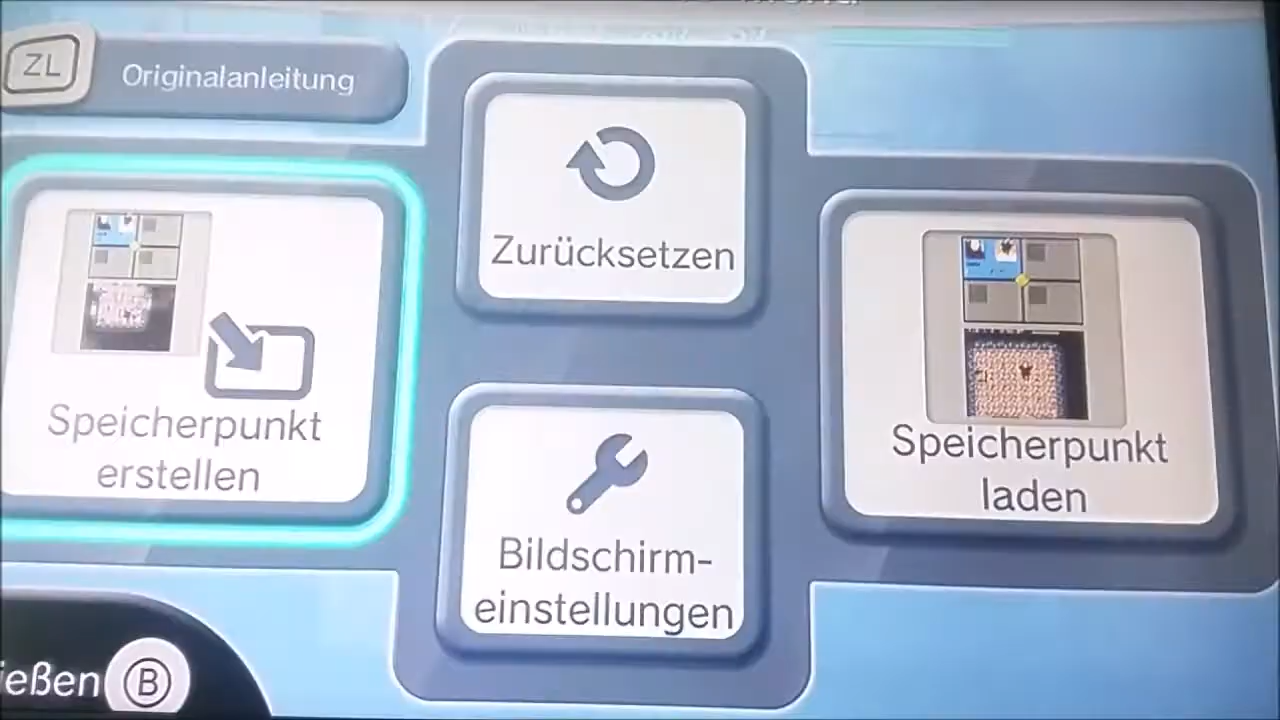 ZL
Originalanleitung
Zurücksetzen
Speicherpunkt
erstellen
Speicherpunkt
laden
Bildschirm-
einstellungen
ießen B